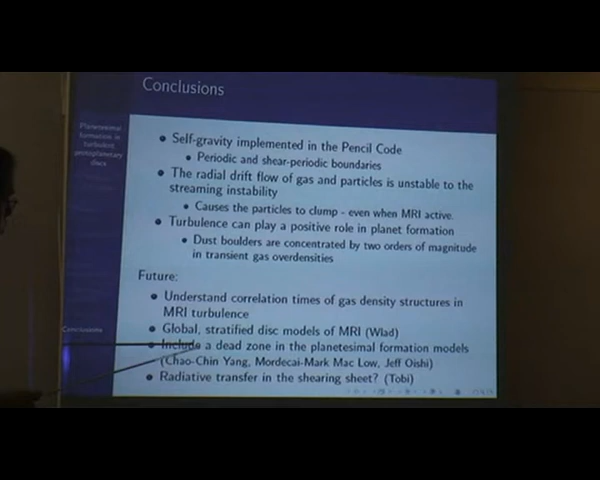 Conclusions
Planetesimal
formation in
turbulent
protoplanetary
discs
Self-gravity implemented in the Pencil Code
Periodic and shear-periodic boundaries
The radial drift flow of gas and particles is unstable to the
streaming instability
Causes the particles to clump - even when MRI active.
Turbulence can play a positive role in planet formation
Dust boulders are concentrated by two orders of magnitude
in transient gas overdensities
Future:
Understand correlation times of gas density structures in
MRI turbulence
Global, stratified disc models of MRI (Wlad)
Conclusions
Include a dead zone in the planetesimal formation models
(Chao-Chin Yang, Mordecai-Mark Mac Low, Jeff Oishi)
Radiative transfer in the shearing sheet? (Tobi)